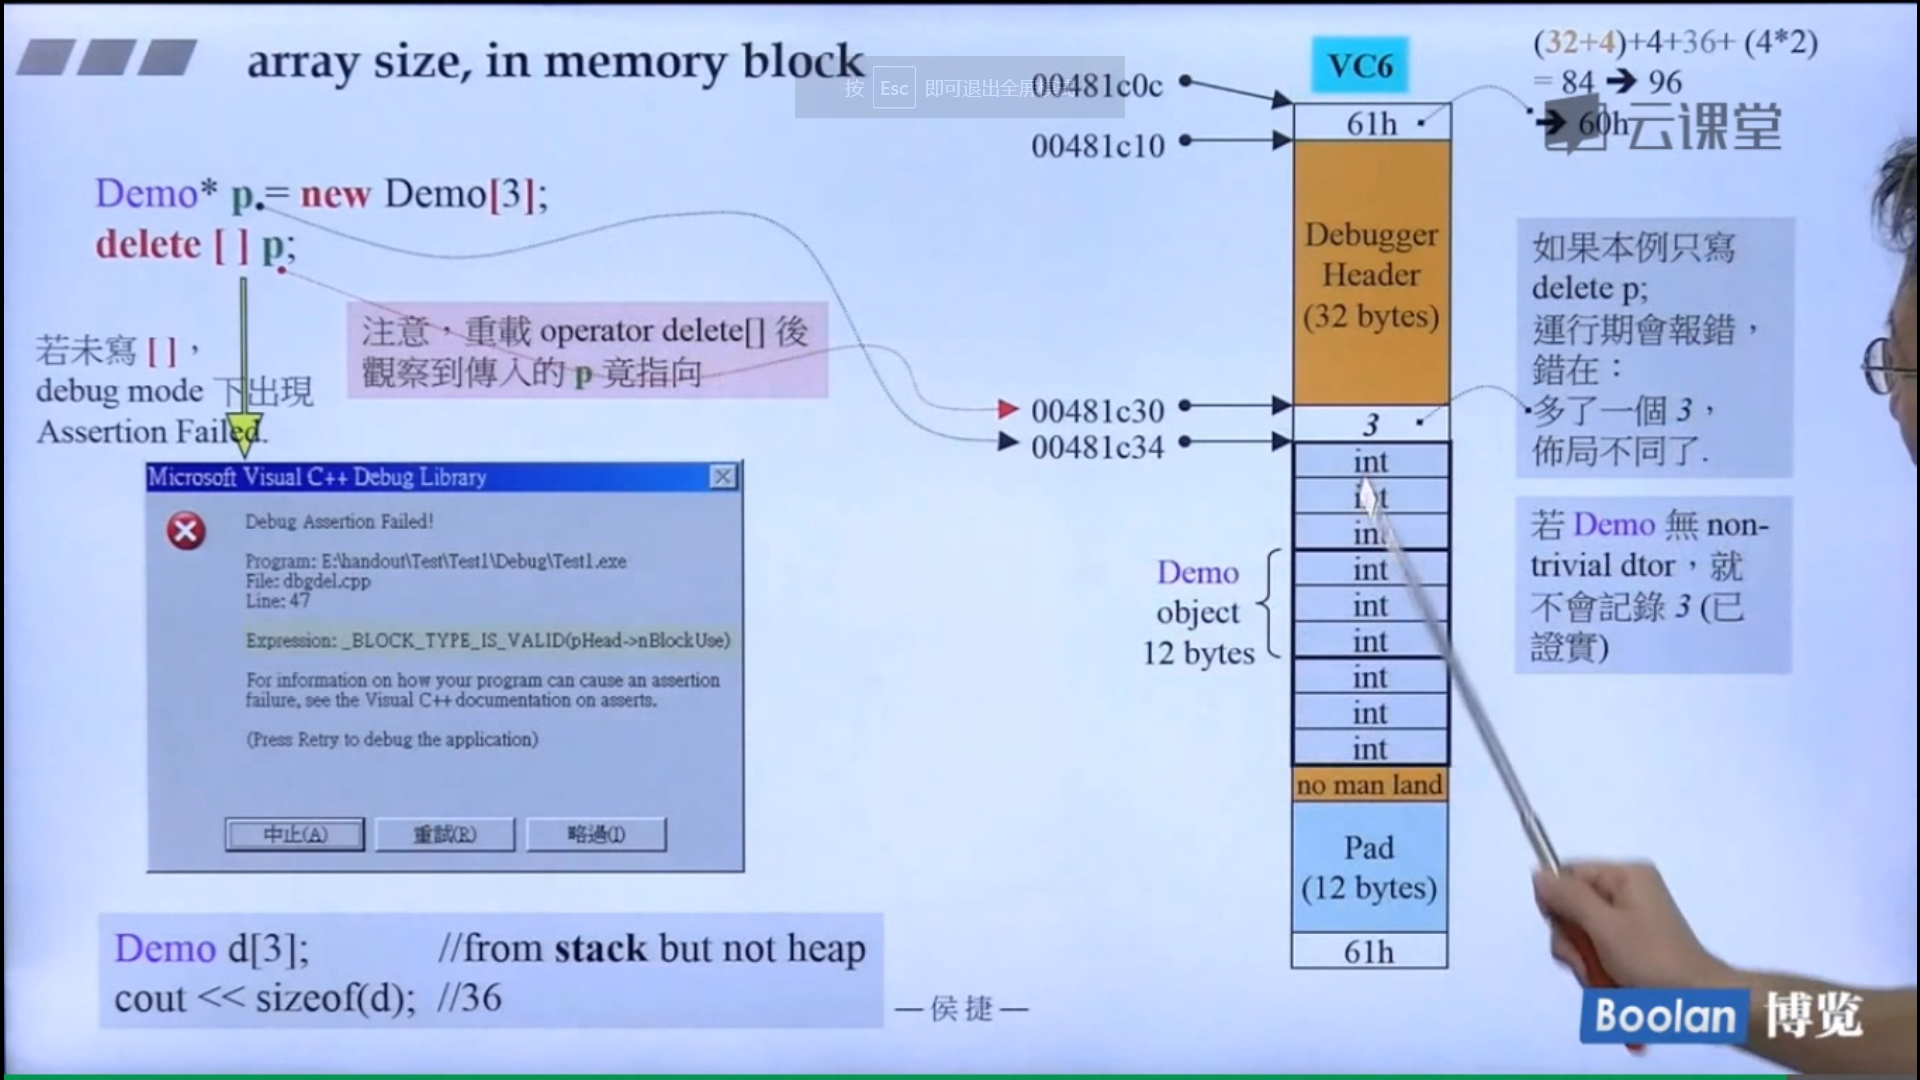 array size, in memory block
按 Esc 即可退出全屏模式
Demo* p = new Demo[3];
delete [ ] p;
若未寫 [ ],
debug mode 下出現
Assertion Failed.
注意,重載 operator delete[] 後
觀察到傳入的 p 竟指向
Microsoft Visual C++ Debug Library
Debug Assertion Failed!
Program: E:\handout\Test\Test1\Debug\Test1.exe
File: dbgdel.cpp
Line: 47
Expression: _BLOCK_TYPE_IS_VALID(pHead->nBlockUse)
For information on how your program can cause an assertion
failure, see the Visual C++ documentation on asserts.
(Press Retry to debug the application)
中止(A)
重試(R)
略過(I)
Demo d[3]; //from stack but not heap
cout << sizeof(d); //36
—侯捷—
VC6
00481c0c
00481c10
00481c30
00481c34
61h
Debugger
Header
(32 bytes)
3
int
int
int
int
int
int
int
int
int
no man land
Pad
(12 bytes)
61h
Demo
object
12 bytes
(32+4)+4+36+ (4*2)
= 84 ➔ 96
➔ 60h
云课堂
如果本例只寫
delete p;
運行期會報錯,
錯在:
多了一個 3,
佈局不同了.
若 Demo 無 non-
trivial dtor,就
不會記錄 3 (已
證實)
Boolan 博览